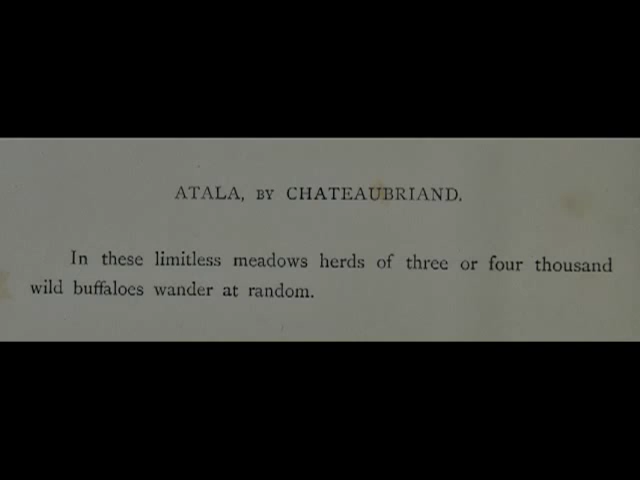 ATALA, BY CHATEAUBRIAND.
In these limitless meadows herds of three or four thousand
wild buffaloes wander at random.